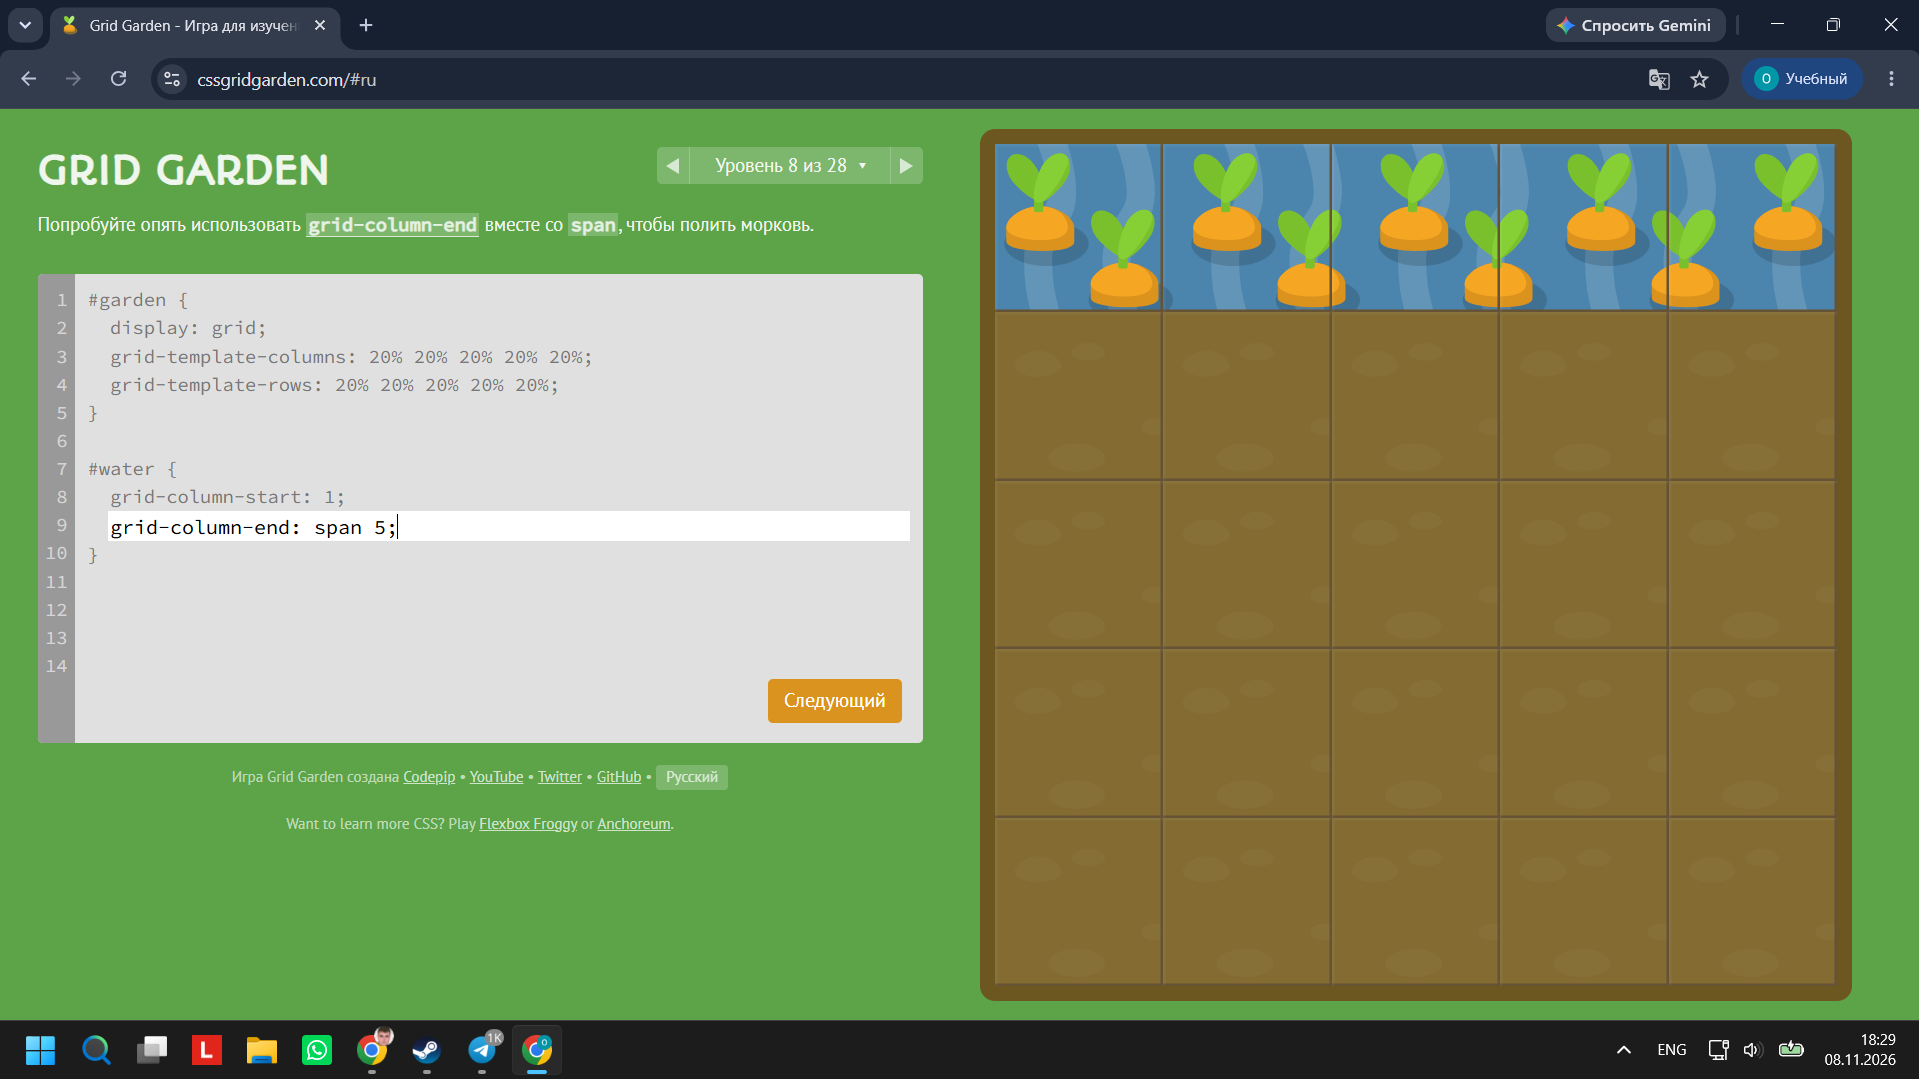 Grid Garden - Игра для изучен
Спросить Gemini
cssgridgarden.com/#ru
O Учебный
GRID GARDEN
Уровень 8 из 28
Попробуйте опять использовать grid-column-end вместе со span, чтобы полить морковь.
1 #garden {
2 display: grid;
3 grid-template-columns: 20% 20% 20% 20% 20%;
4 grid-template-rows: 20% 20% 20% 20% 20%;
5 }
6
7 #water {
8 grid-column-start: 1;
9 grid-column-end: span 5;
10 }
11
12
13
14
Следующий
Игра Grid Garden создана Codepip • YouTube • Twitter • GitHub • Русский
Want to learn more CSS? Play Flexbox Froggy or Anchoreum.
L
1K
O
ENG
18:29
08.11.2026